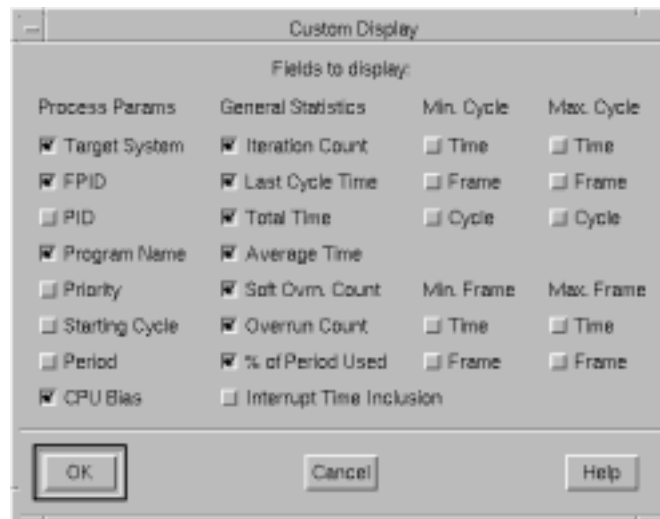 Custom Display
Fields to display:
Process Params General Statistics Min. Cycle Max. Cycle
Target System Iteration Count Time Time
FPID Last Cycle Time Frame Frame
PID Total Time Cycle Cycle
Program Name Average Time
Priority Soft Ovrn. Count Min. Frame Max. Frame
Starting Cycle Overrun Count Time Time
Period % of Period Used Frame Frame
CPU Bias Interrupt Time Inclusion
OK Cancel Help